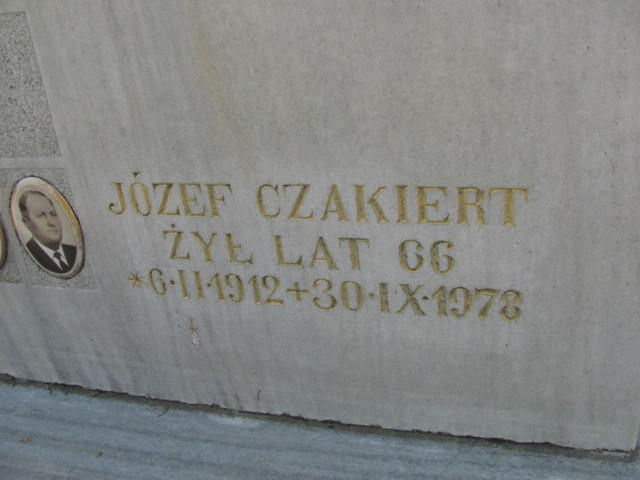 JÓZEF CZAKIERT
ŻYŁ LAT 66
*6·II·1912+30·IX·1978